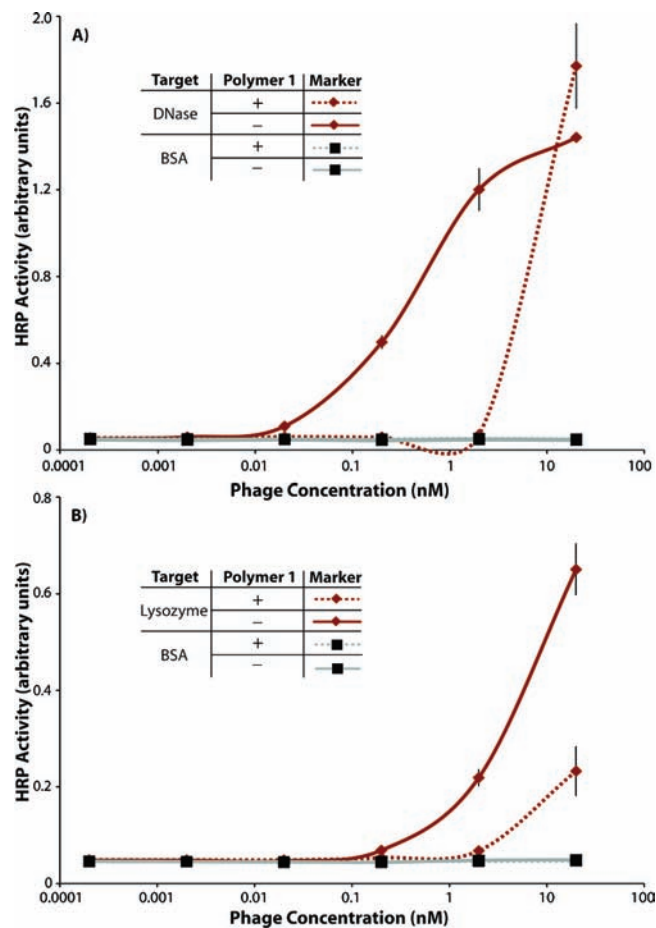 A)
2.0
1.6
1.2
0.8
0.4
0
HRP Activity (arbitrary units)
Target Polymer 1 Marker
DNase +
−
BSA +
−
0.0001 0.001 0.01 0.1 1 10 100
Phage Concentration (nM)
B)
0.8
0.6
0.4
0.2
0
HRP Activity (arbitrary units)
Target Polymer 1 Marker
Lysozyme +
−
BSA +
−
0.0001 0.001 0.01 0.1 1 10 100
Phage Concentration (nM)